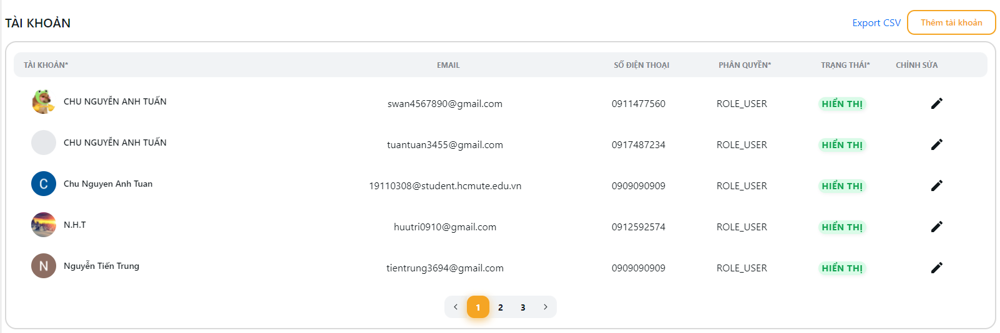 TÀI KHOẢN Export CSV Thêm tài khoản
TÀI KHOẢN* EMAIL SỐ ĐIỆN THOẠI PHÂN QUYỀN* TRẠNG THÁI* CHỈNH SỬA
CHU NGUYỄN ANH TUẤN swan4567890@gmail.com 0911477560 ROLE_USER HIỂN THỊ
CHU NGUYỄN ANH TUẤN tuantuan3455@gmail.com 0917487234 ROLE_USER HIỂN THỊ
C Chu Nguyen Anh Tuan 19110308@student.hcmute.edu.vn 0909090909 ROLE_USER HIỂN THỊ
N.H.T huutri0910@gmail.com 0912592574 ROLE_USER HIỂN THỊ
N Nguyễn Tiến Trung tientrung3694@gmail.com 0909090909 ROLE_USER HIỂN THỊ
1 2 3